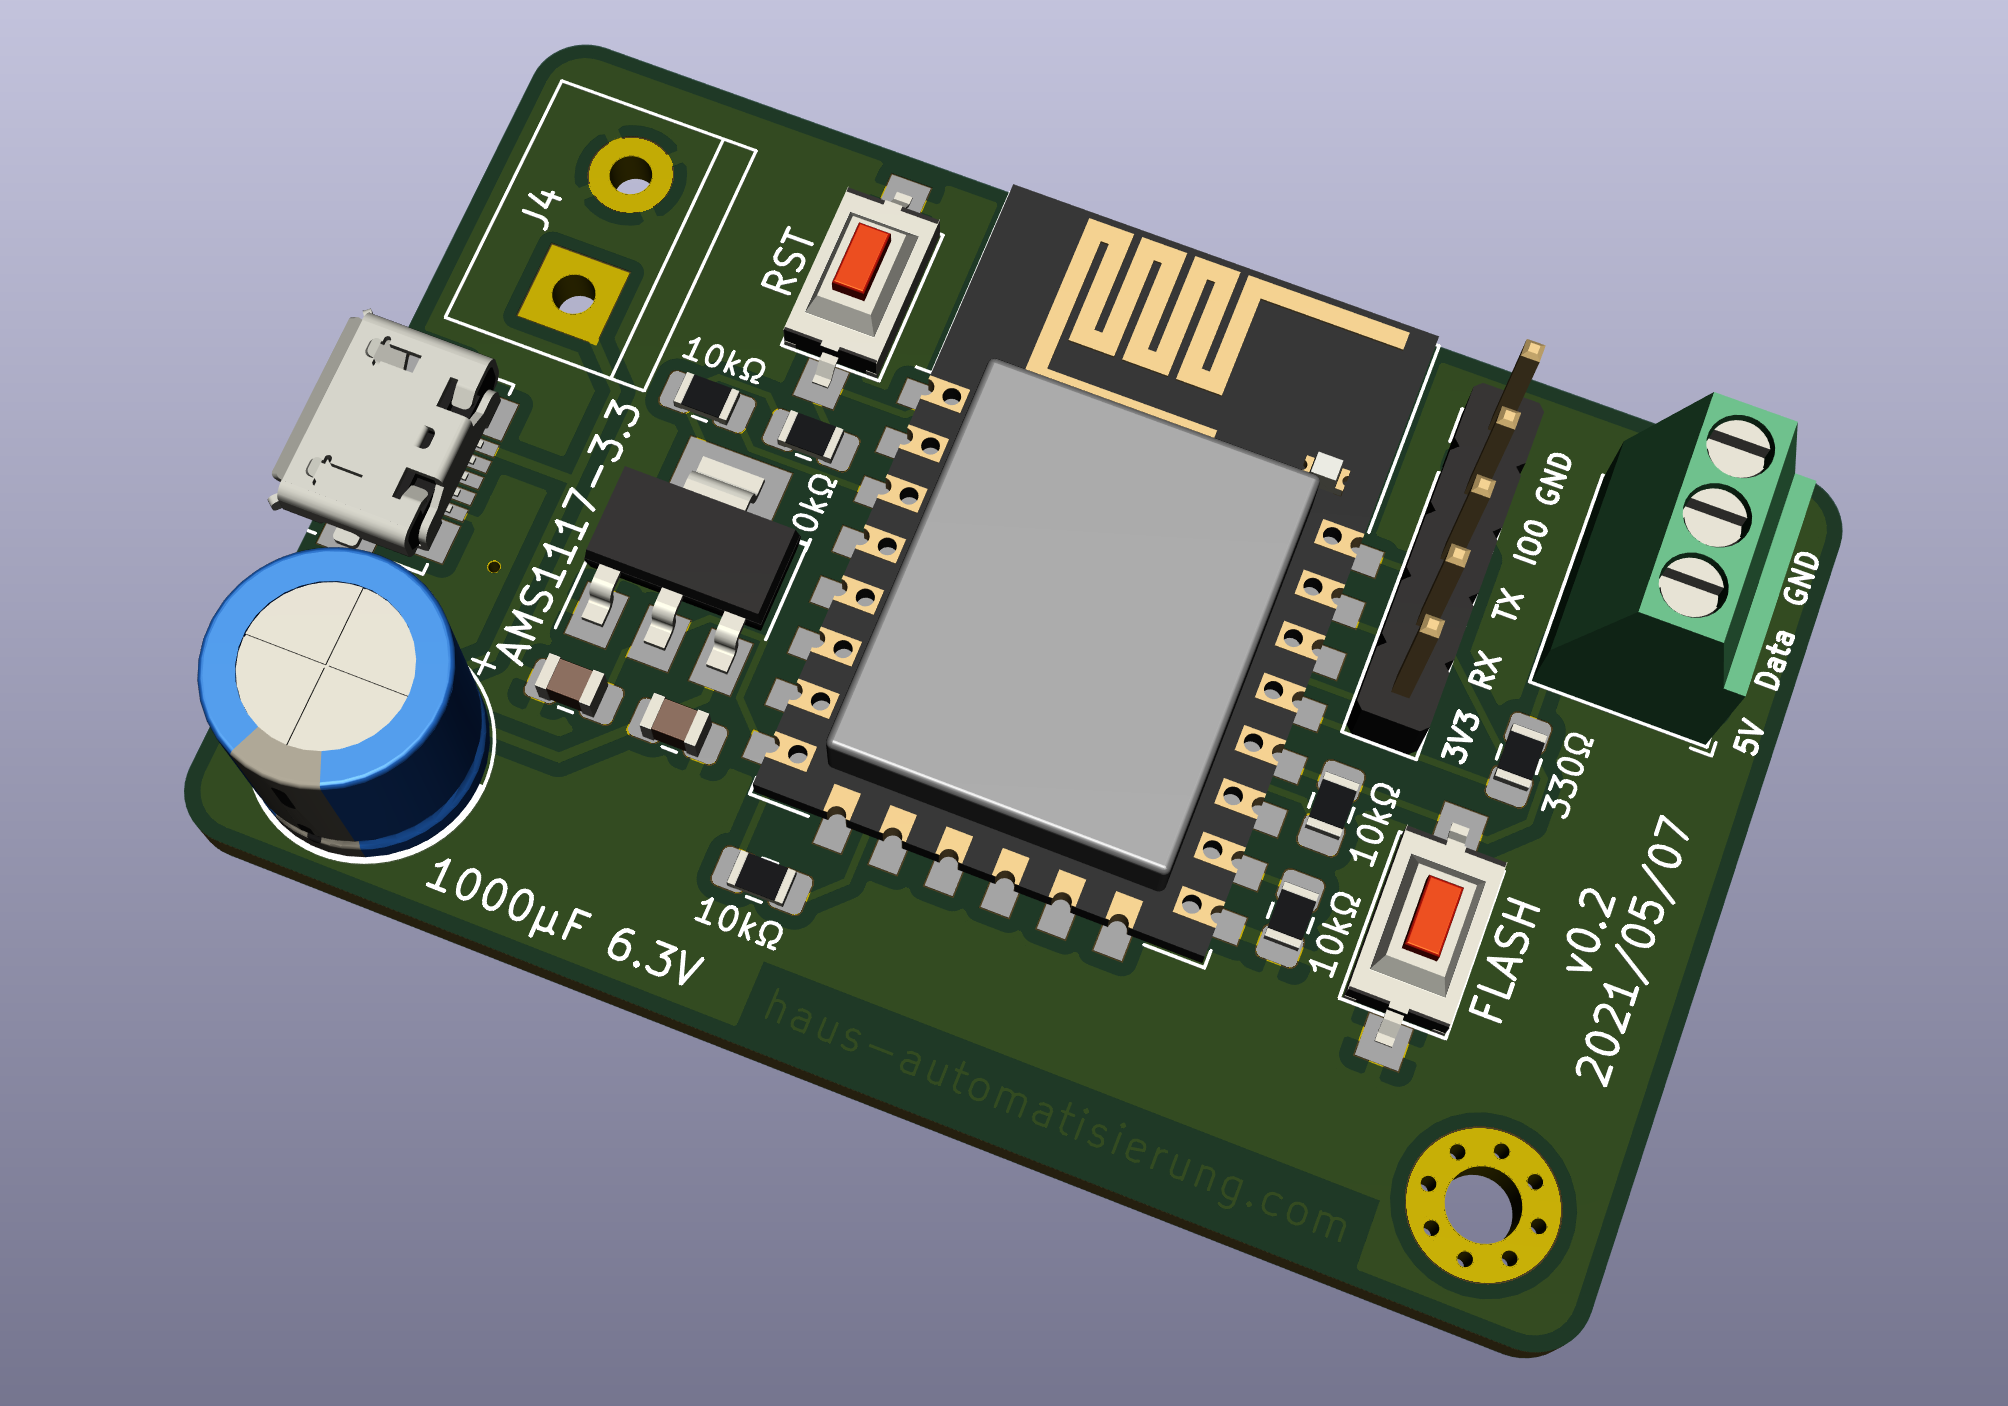 J4
RST
10kΩ
10kΩ
AMS1117-3.3
+
1000µF 6.3V
10kΩ
haus-automatisierung.com
GND
IO0
TX
RX
3V3
GND
Data
5V
330Ω
10kΩ
10kΩ
FLASH
v0.2
2021/05/07